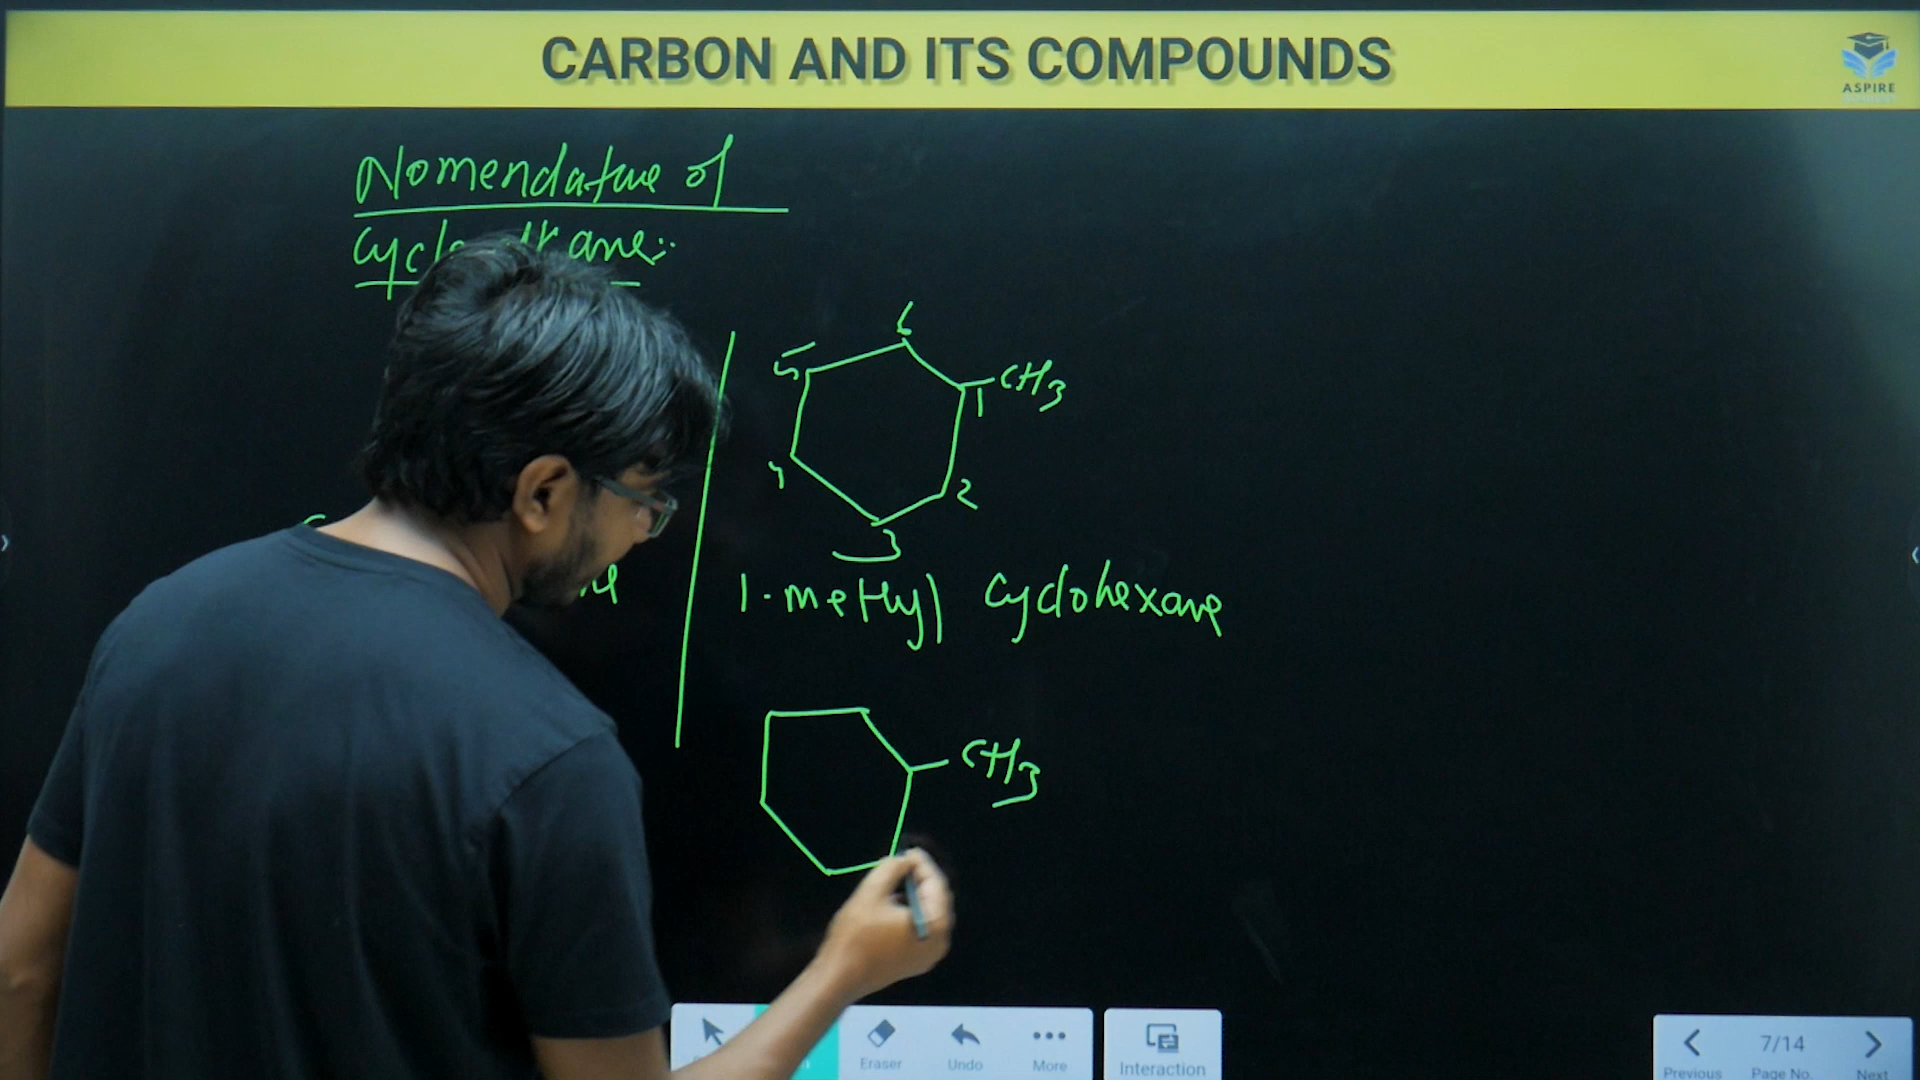 CARBON AND ITS COMPOUNDS
ASPIRE
Nomenclature of
6
5
CH3
1
4
2
3
1-methyl cyclohexane
CH3
Eraser
Undo
More
Interaction
7/14
Previous
Page No.
Next